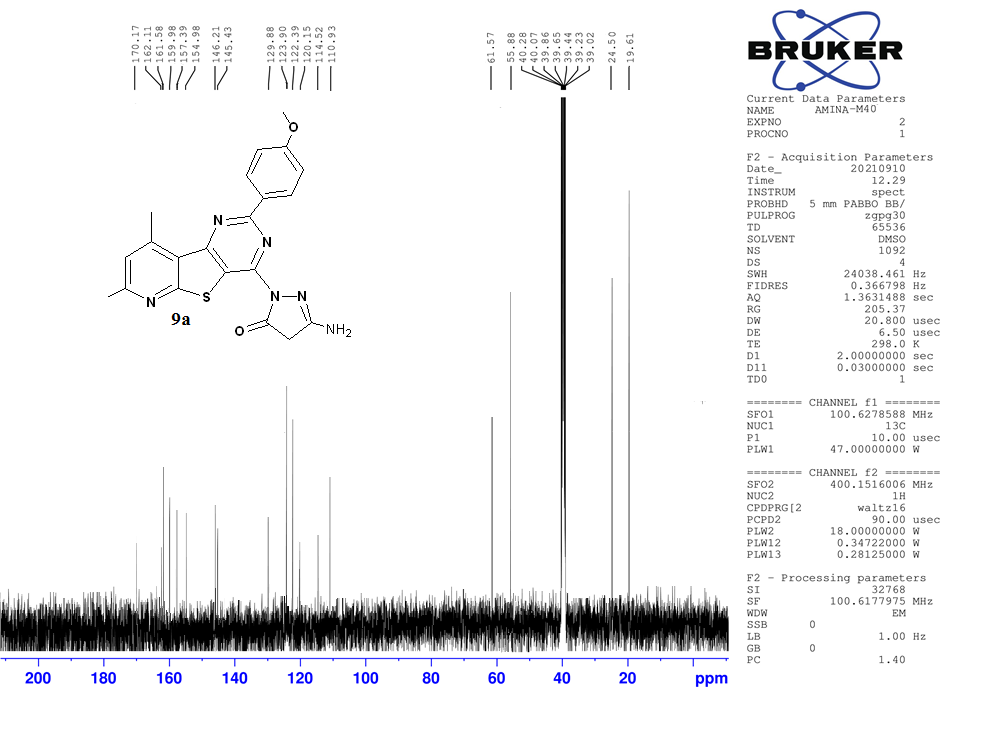 170.17
162.11
161.58
159.98
157.39
154.98
146.21
145.43
129.88
123.90
122.39
120.15
114.52
110.93
61.57
55.88
40.28
40.07
39.86
39.65
39.44
39.23
39.02
24.50
19.61
BRUKER
Current Data Parameters
NAME AMINA-M40
EXPNO 2
PROCNO 1
F2 - Acquisition Parameters
Date_ 20210910
Time 12.29
INSTRUM spect
PROBHD 5 mm PABBO BB/
PULPROG zgpg30
TD 65536
SOLVENT DMSO
NS 1092
DS 4
SWH 24038.461 Hz
FIDRES 0.366798 Hz
AQ 1.3631488 sec
RG 205.37
DW 20.800 usec
DE 6.50 usec
TE 298.0 K
D1 2.00000000 sec
D11 0.03000000 sec
TD0 1
======== CHANNEL f1 ========
SFO1 100.6278588 MHz
NUC1 13C
P1 10.00 usec
PLW1 47.00000000 W
======== CHANNEL f2 ========
SFO2 400.1516006 MHz
NUC2 1H
CPDPRG[2 waltz16
PCPD2 90.00 usec
PLW2 18.00000000 W
PLW12 0.34722000 W
PLW13 0.28125000 W
F2 - Processing parameters
SI 32768
SF 100.6177975 MHz
WDW EM
SSB 0
LB 1.00 Hz
GB 0
PC 1.40
O
N
N
N
S
N
N
O
NH2
9a
200 180 160 140 120 100 80 60 40 20 ppm